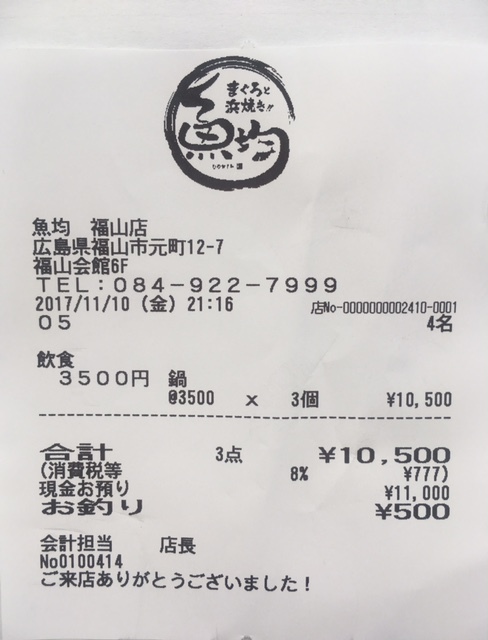 まぐろと
浜焼き!!
魚均
魚均 福山店
広島県福山市元町12-7
福山会館6F
TEL：084-922-7999
2017/11/10 (金) 21:16
店No-0000000002410-0001
05
4名
飲食
3500円 鍋
@3500 x 3個 ¥10,500
合計 3点 ¥10,500
(消費税等 8% ¥777)
現金お預り ¥11,000
お釣り ¥500
会計担当 店長
No0100414
ご来店ありがとうございました！